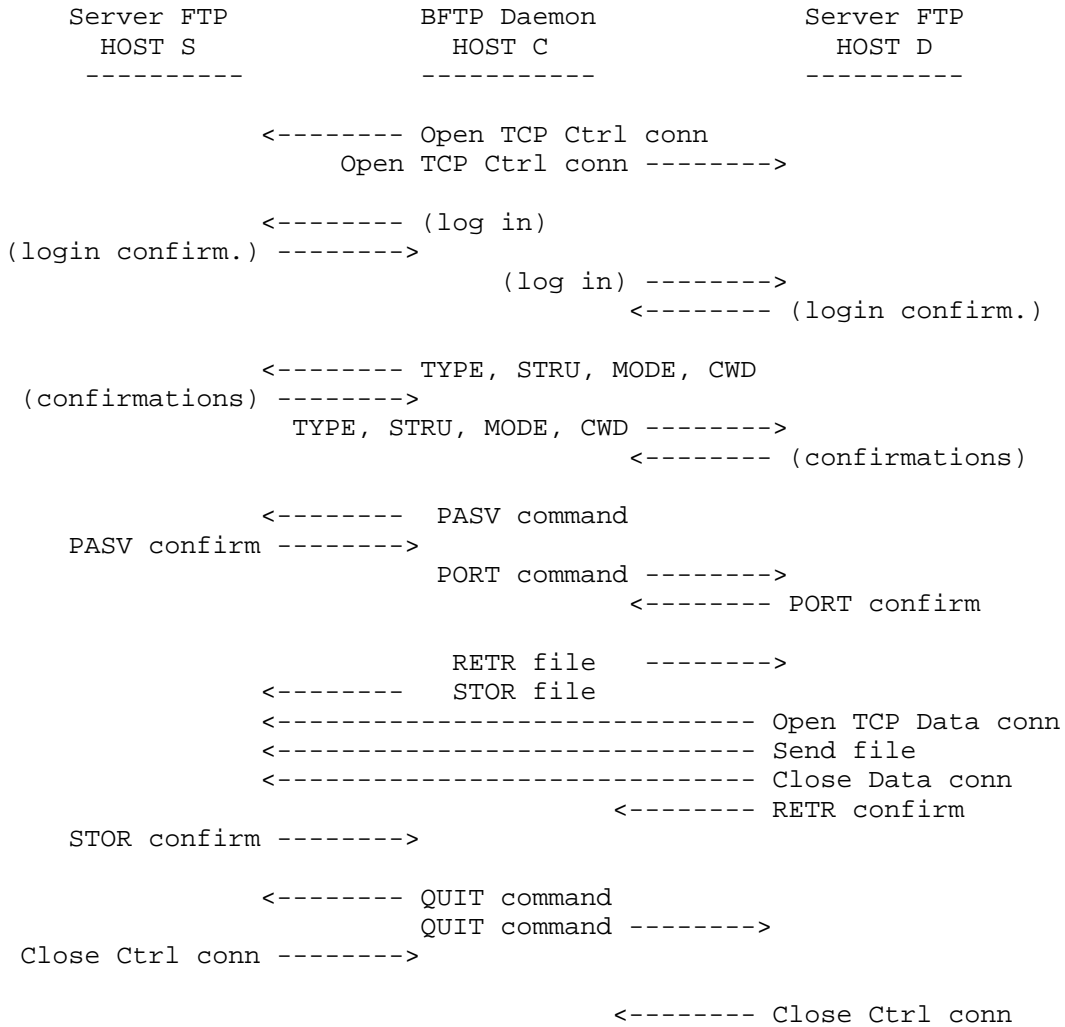 Server FTP             BFTP Daemon             Server FTP
HOST S                 HOST C                  HOST D
----------            -----------             ----------
<-------- Open TCP Ctrl conn
Open TCP Ctrl conn -------->
<-------- (log in)
(login confirm.) -------->
(log in) -------->
<-------- (login confirm.)
<-------- TYPE, STRU, MODE, CWD
(confirmations) -------->
TYPE, STRU, MODE, CWD -------->
<-------- (confirmations)
<--------  PASV command
PASV confirm -------->
PORT command -------->
<-------- PORT confirm
RETR file   -------->
<--------   STOR file
<------------------------------ Open TCP Data conn
<------------------------------ Send file
<------------------------------ Close Data conn
<-------- RETR confirm
STOR confirm -------->
<-------- QUIT command
QUIT command -------->
Close Ctrl conn -------->
<-------- Close Ctrl conn